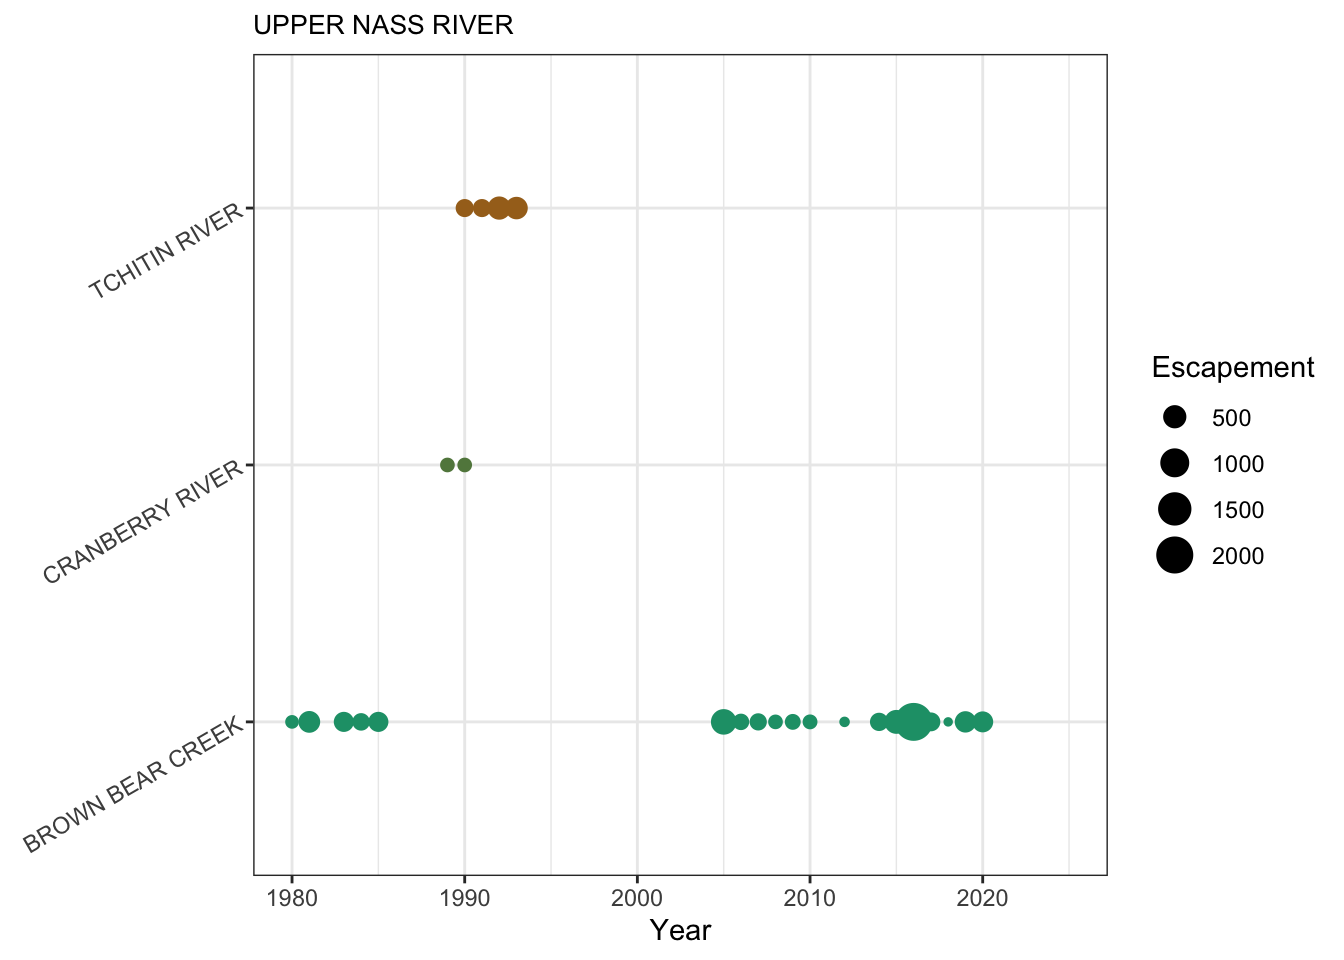 UPPER NASS RIVER
TCHITIN RIVER
CRANBERRY RIVER
BROWN BEAR CREEK
1980
1990
2000
2010
2020
Year
Escapement
500
1000
1500
2000